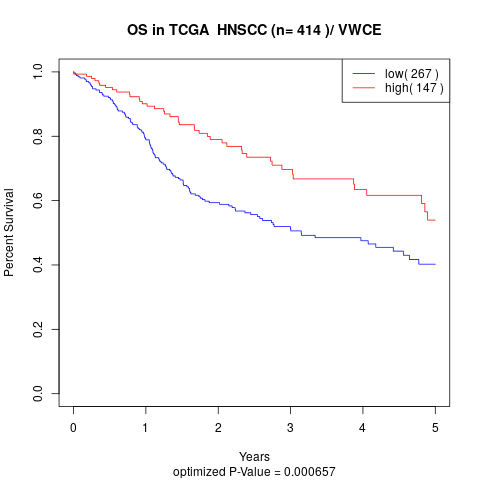 OS in TCGA  HNSCC (n= 414 )/ VWCE
low( 267 )
high( 147 )
Percent Survival
1.0
0.8
0.6
0.4
0.2
0.0
0 1 2 3 4 5
Years
optimized P-Value = 0.000657